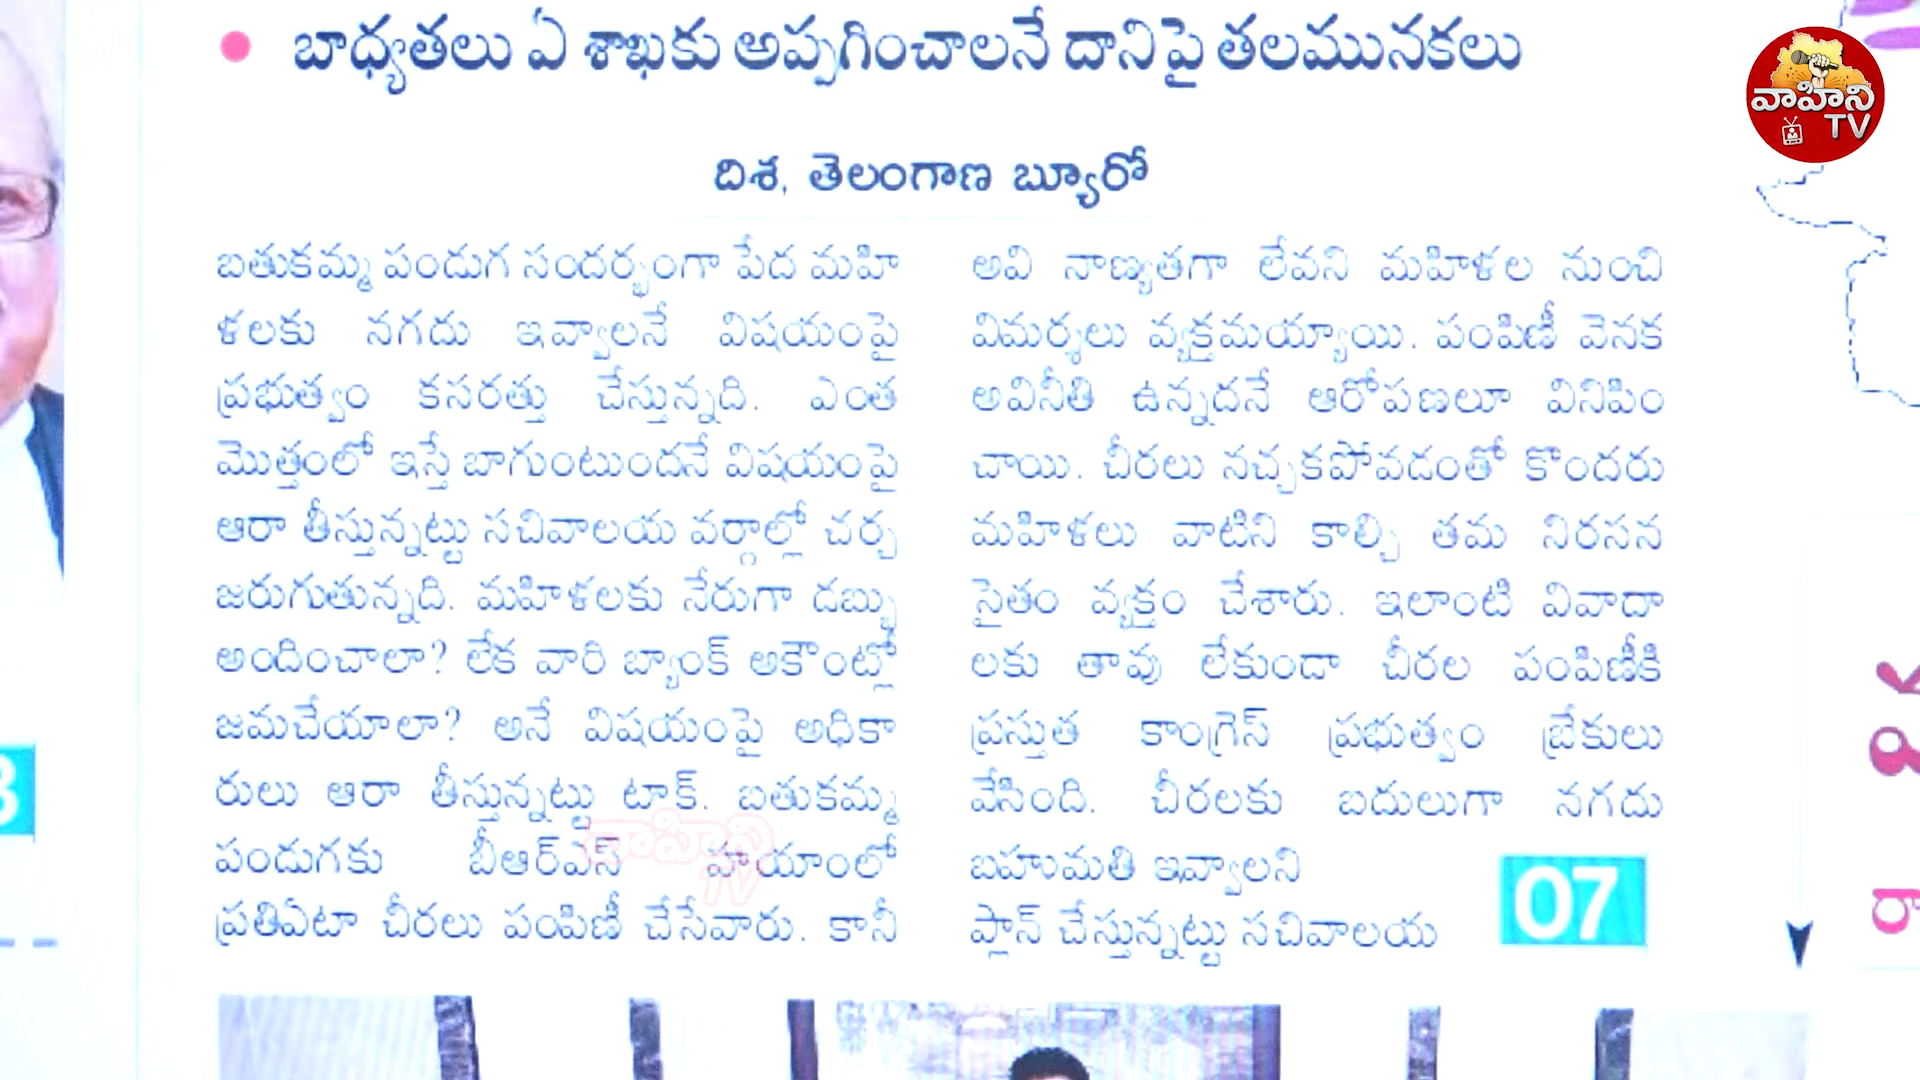 బాధ్యతలు ఏ శాఖకు అప్పగించాలనే దానిపై తలమునకలు
వాహిని
TV
దిశ, తెలంగాణ బ్యూరో
బతుకమ్మ పండుగ సందర్భంగా పేద మహి
ళలకు నగదు ఇవ్వాలనే విషయంపై
ప్రభుత్వం కసరత్తు చేస్తున్నది. ఎంత
మొత్తంలో ఇస్తే బాగుంటుందనే విషయంపై
ఆరా తీస్తున్నట్టు సచివాలయ వర్గాల్లో చర్చ
జరుగుతున్నది. మహిళలకు నేరుగా డబ్బు
అందించాలా? లేక వారి బ్యాంక్ అకౌంట్లో
జమచేయాలా? అనే విషయంపై అధికా
రులు ఆరా తీస్తున్నట్టు టాక్. బతుకమ్మ
పండుగకు బీఆర్ఎస్ హయాంలో
ప్రతిఏటా చీరలు పంపిణీ చేసేవారు. కానీ
అవి నాణ్యతగా లేవని మహిళల నుంచి
విమర్శలు వ్యక్తమయ్యాయి. పంపిణీ వెనక
అవినీతి ఉన్నదనే ఆరోపణలూ వినిపిం
చాయి. చీరలు నచ్చకపోవడంతో కొందరు
మహిళలు వాటిని కాల్చి తమ నిరసన
సైతం వ్యక్తం చేశారు. ఇలాంటి వివాదా
లకు తావు లేకుండా చీరల పంపిణీకి
ప్రస్తుత కాంగ్రెస్ ప్రభుత్వం బ్రేకులు
వేసింది. చీరలకు బదులుగా నగదు
బహుమతి ఇవ్వాలని
ప్లాన్ చేస్తున్నట్టు సచివాలయ
07
వాహిని
TV